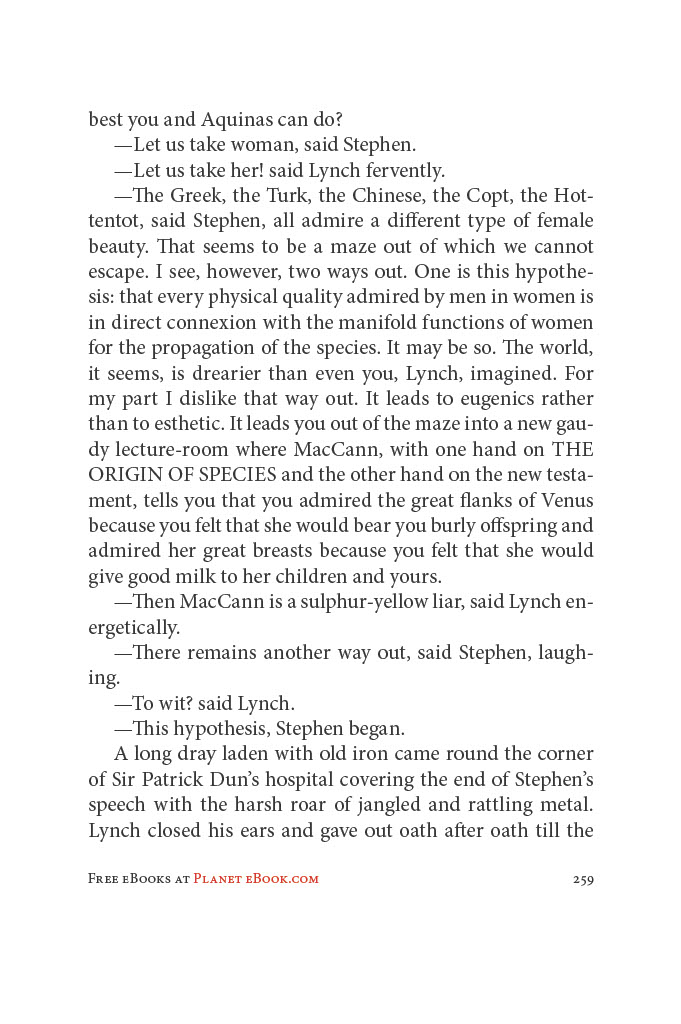 best you and Aquinas can do?
—Let us take woman, said Stephen.
—Let us take her! said Lynch fervently.
—The Greek, the Turk, the Chinese, the Copt, the Hot-
tentot, said Stephen, all admire a different type of female
beauty. That seems to be a maze out of which we cannot
escape. I see, however, two ways out. One is this hypothe-
sis: that every physical quality admired by men in women is
in direct connexion with the manifold functions of women
for the propagation of the species. It may be so. The world,
it seems, is drearier than even you, Lynch, imagined. For
my part I dislike that way out. It leads to eugenics rather
than to esthetic. It leads you out of the maze into a new gau-
dy lecture-room where MacCann, with one hand on THE
ORIGIN OF SPECIES and the other hand on the new testa-
ment, tells you that you admired the great flanks of Venus
because you felt that she would bear you burly offspring and
admired her great breasts because you felt that she would
give good milk to her children and yours.
—Then MacCann is a sulphur-yellow liar, said Lynch en-
ergetically.
—There remains another way out, said Stephen, laugh-
ing.
—To wit? said Lynch.
—This hypothesis, Stephen began.
A long dray laden with old iron came round the corner
of Sir Patrick Dun’s hospital covering the end of Stephen’s
speech with the harsh roar of jangled and rattling metal.
Lynch closed his ears and gave out oath after oath till the
Free eBooks at Planet eBook.com 259